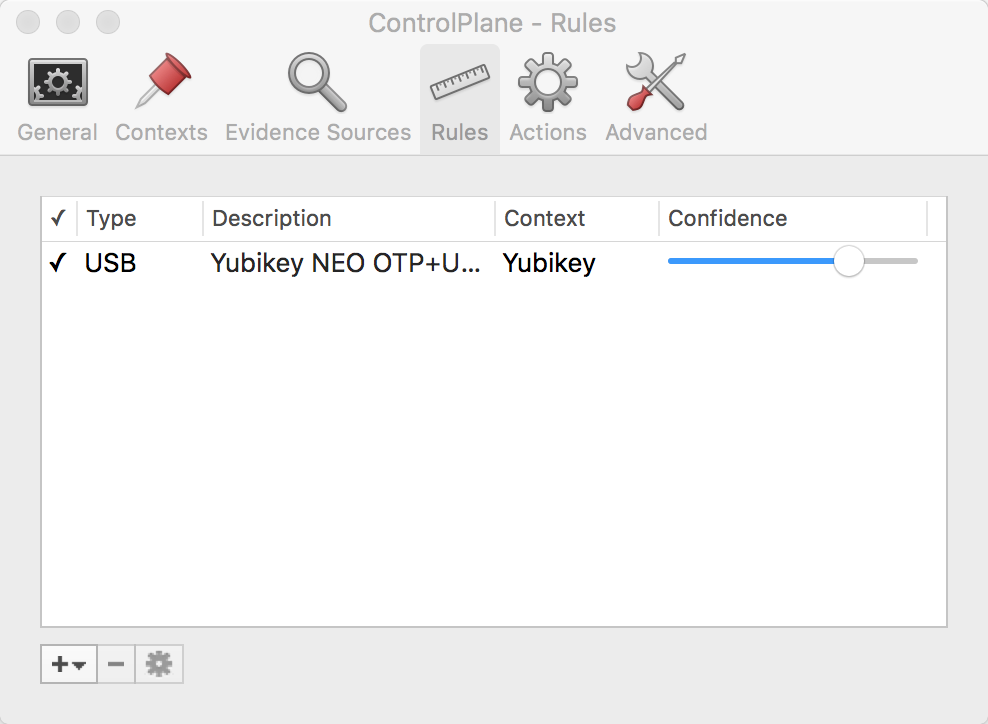 ControlPlane - Rules
General Contexts Evidence Sources Rules Actions Advanced
✓ Type Description Context Confidence
✓ USB Yubikey NEO OTP+U... Yubikey